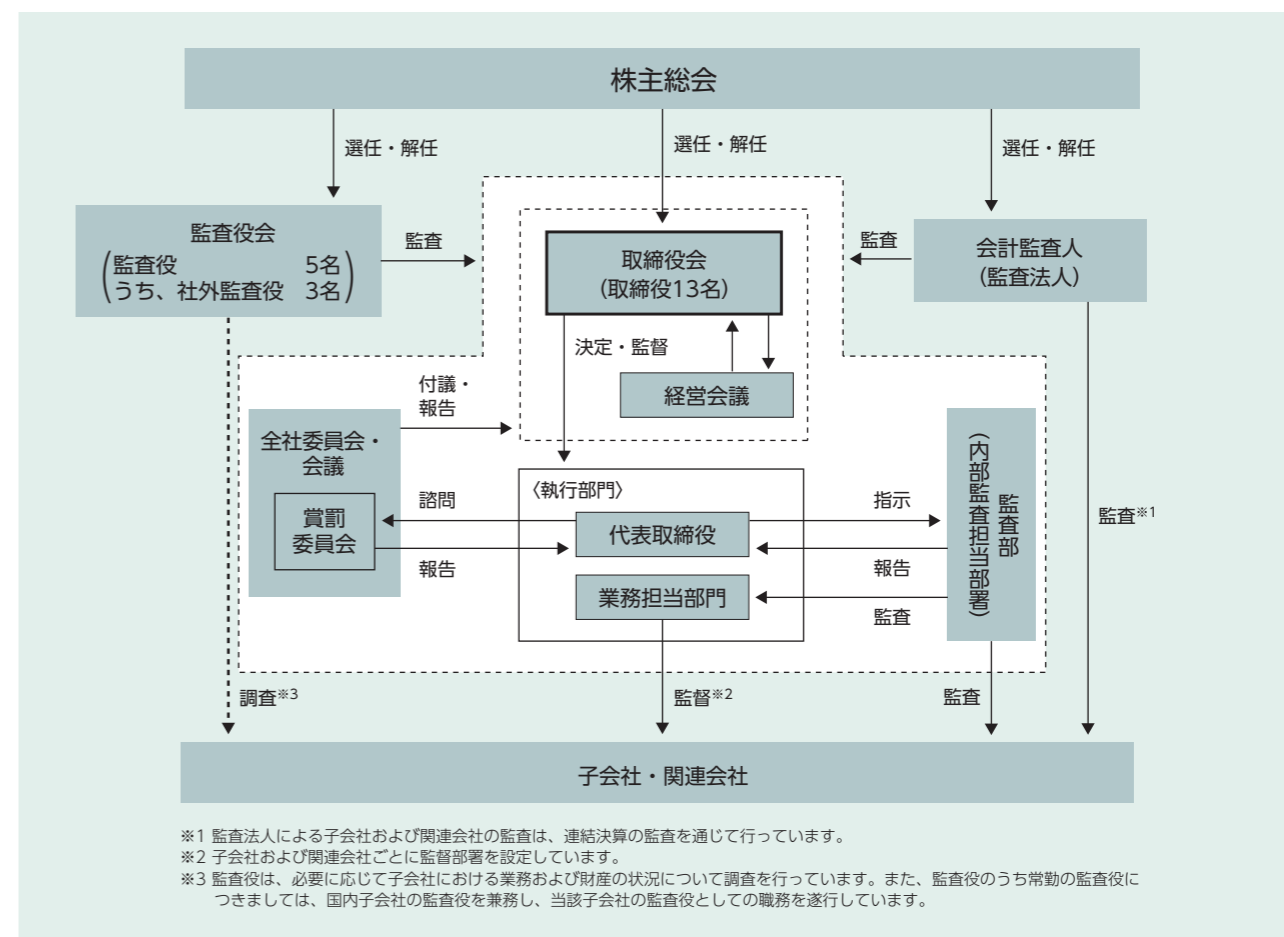 株主総会
選任・解任
選任・解任
選任・解任
監査役会
(監査役 5名
うち、社外監査役 3名)
監査
取締役会
(取締役13名)
監査
会計監査人
(監査法人)
決定・監督
経営会議
付議・
報告
全社委員会・
会議
賞罰
委員会
諮問
報告
〈執行部門〉
代表取締役
業務担当部門
指示
報告
監査
監査部
(内部監査担当部署)
監査※1
調査※3
監督※2
監査
子会社・関連会社
※1 監査法人による子会社および関連会社の監査は、連結決算の監査を通じて行っています。
※2 子会社および関連会社ごとに監督部署を設定しています。
※3 監査役は、必要に応じて子会社における業務および財産の状況について調査を行っています。また、監査役のうち常勤の監査役に
つきましては、国内子会社の監査役を兼務し、当該子会社の監査役としての職務を遂行しています。